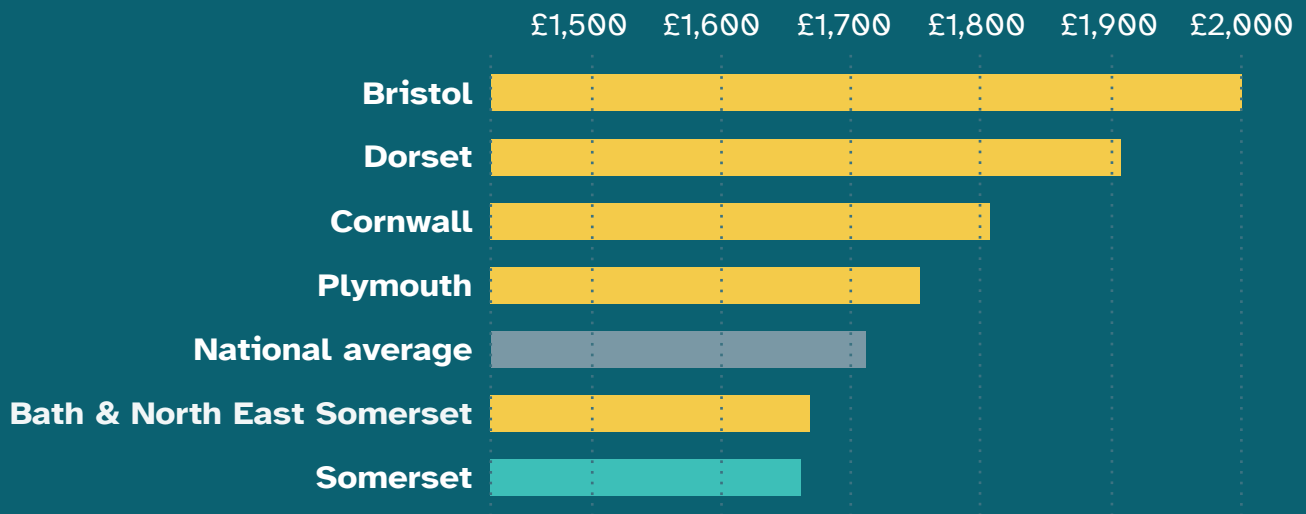 £1,500 £1,600 £1,700 £1,800 £1,900 £2,000
Bristol
Dorset
Cornwall
Plymouth
National average
Bath & North East Somerset
Somerset